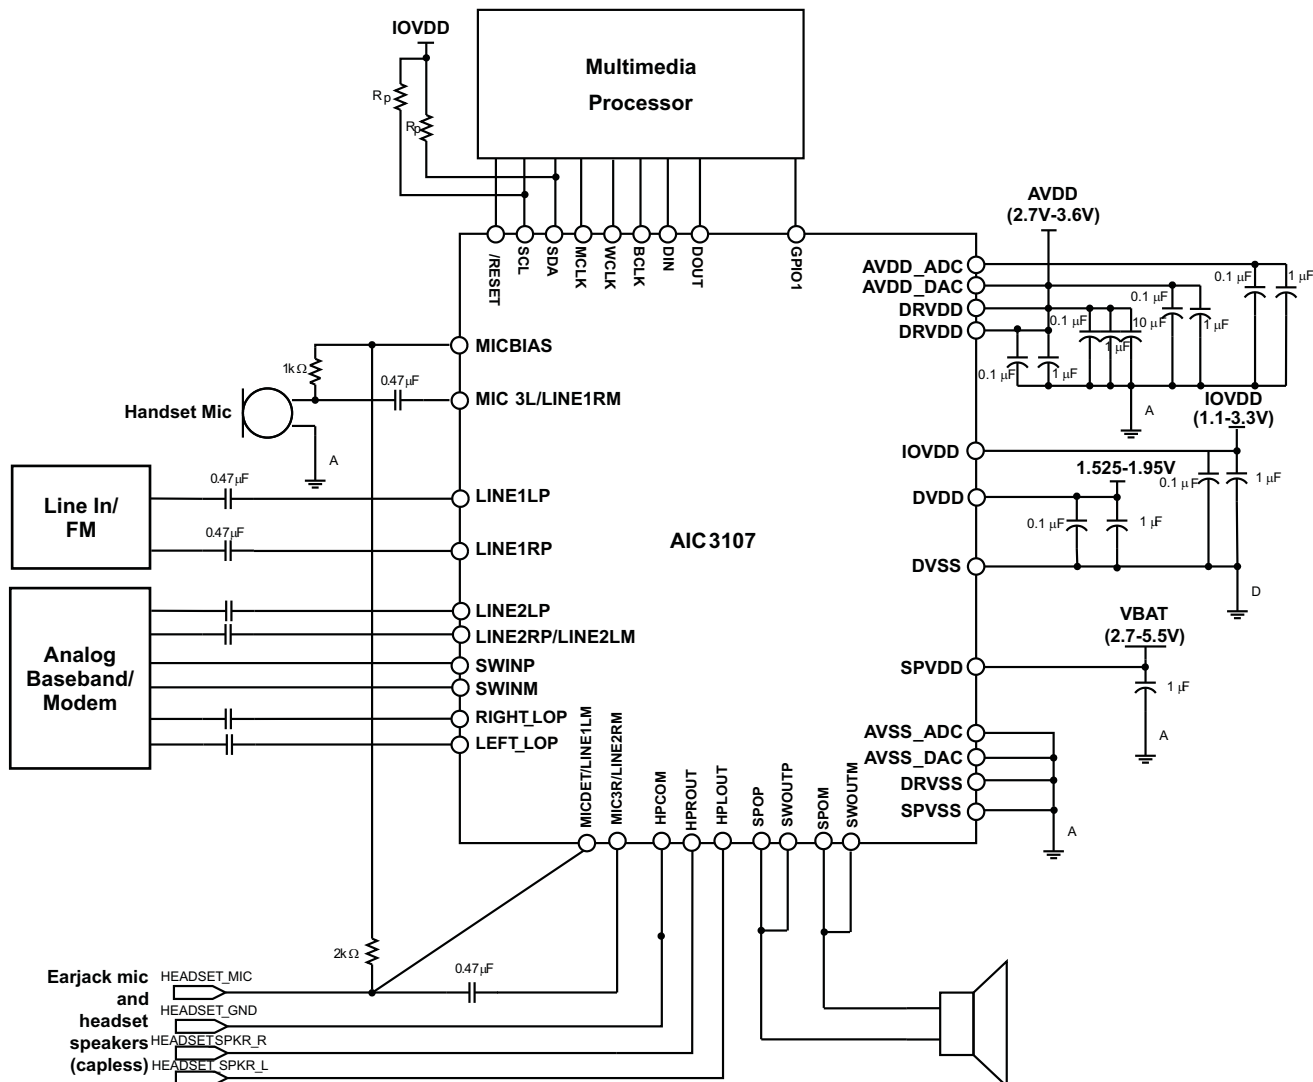 IOVDD
Multimedia
Processor
Rp
Rp
/RESET
SCL
SDA
MCLK
WCLK
BCLK
DIN
DOUT
GPIO1
AVDD
(2.7V-3.6V)
AVDD_ADC
AVDD_DAC
DRVDD
DRVDD
0.1 µF
1 µF
0.1 µF
1 µF
0.1 µF
1 µF
10 µF
0.1 µF
1 µF
A
MICBIAS
1kΩ
0.47µF
MIC 3L/LINE1RM
Handset Mic
A
IOVDD
(1.1-3.3V)
IOVDD
0.1 µF
1 µF
1.525-1.95V
DVDD
0.1 µF
1 µF
DVSS
D
Line In/
FM
0.47µF
LINE1LP
0.47µF
LINE1RP
AIC3107
Analog
Baseband/
Modem
LINE2LP
LINE2RP/LINE2LM
SWINP
SWINM
RIGHT_LOP
LEFT_LOP
VBAT
(2.7-5.5V)
SPVDD
1 µF
A
AVSS_ADC
AVSS_DAC
DRVSS
SPVSS
A
MICDET/LINE1LM
MIC3R/LINE2RM
HPCOM
HPROUT
HPLOUT
SPOP
SWOUTP
SPOM
SWOUTM
2kΩ
0.47µF
Earjack mic
and
headset
speakers
(capless)
HEADSET_MIC
HEADSET_GND
HEADSETSPKR_R
HEADSET_SPKR_L